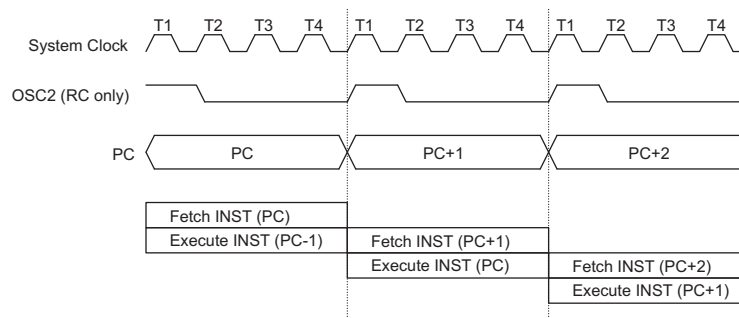 T1 T2 T3 T4 T1 T2 T3 T4 T1 T2 T3 T4
System Clock
OSC2 (RC only)
PC PC PC+1 PC+2
Fetch INST (PC)
Execute INST (PC-1) Fetch INST (PC+1)
Execute INST (PC) Fetch INST (PC+2)
Execute INST (PC+1)